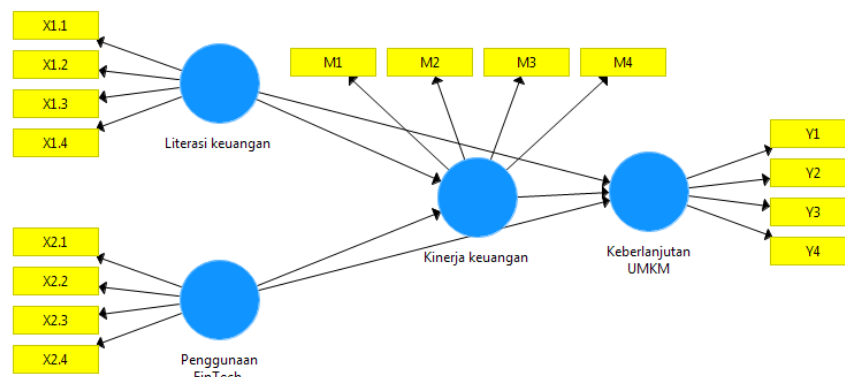 X1.1
X1.2
X1.3
X1.4
Literasi keuangan
M1
M2
M3
M4
Kinerja keuangan
Keberlanjutan
UMKM
Y1
Y2
Y3
Y4
X2.1
X2.2
X2.3
X2.4
Penggunaan
FinTech